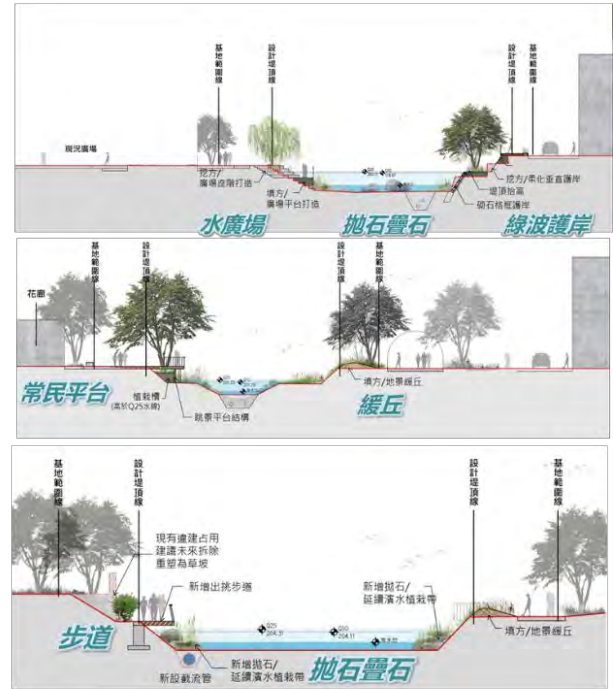 基地範圍線
設計堤頂線
設計堤頂線
基地範圍線
現況廣場
挖方/
廣場座階打造
填方/
廣場平台打造
挖方/柔化垂直護岸
堤頂抬高
砌石格框護岸
水廣場
拋石疊石
綠波護岸
基地範圍線
設計堤頂線
設計堤頂線
基地範圍線
花廊
常民平台
植栽槽
(高於Q25水線)
眺景平台結構
填方/地景緩丘
緩丘
基地範圍線
設計堤頂線
設計堤頂線
基地範圍線
現有違建占用
建議未來拆除
重塑為草坡
新增出挑步道
新增拋石/
延續濱水植栽帶
步道
Q25
204.31
Q10
204.11
填方/地景緩丘
新設截流管
新增拋石/
延續濱水植栽帶
拋石疊石